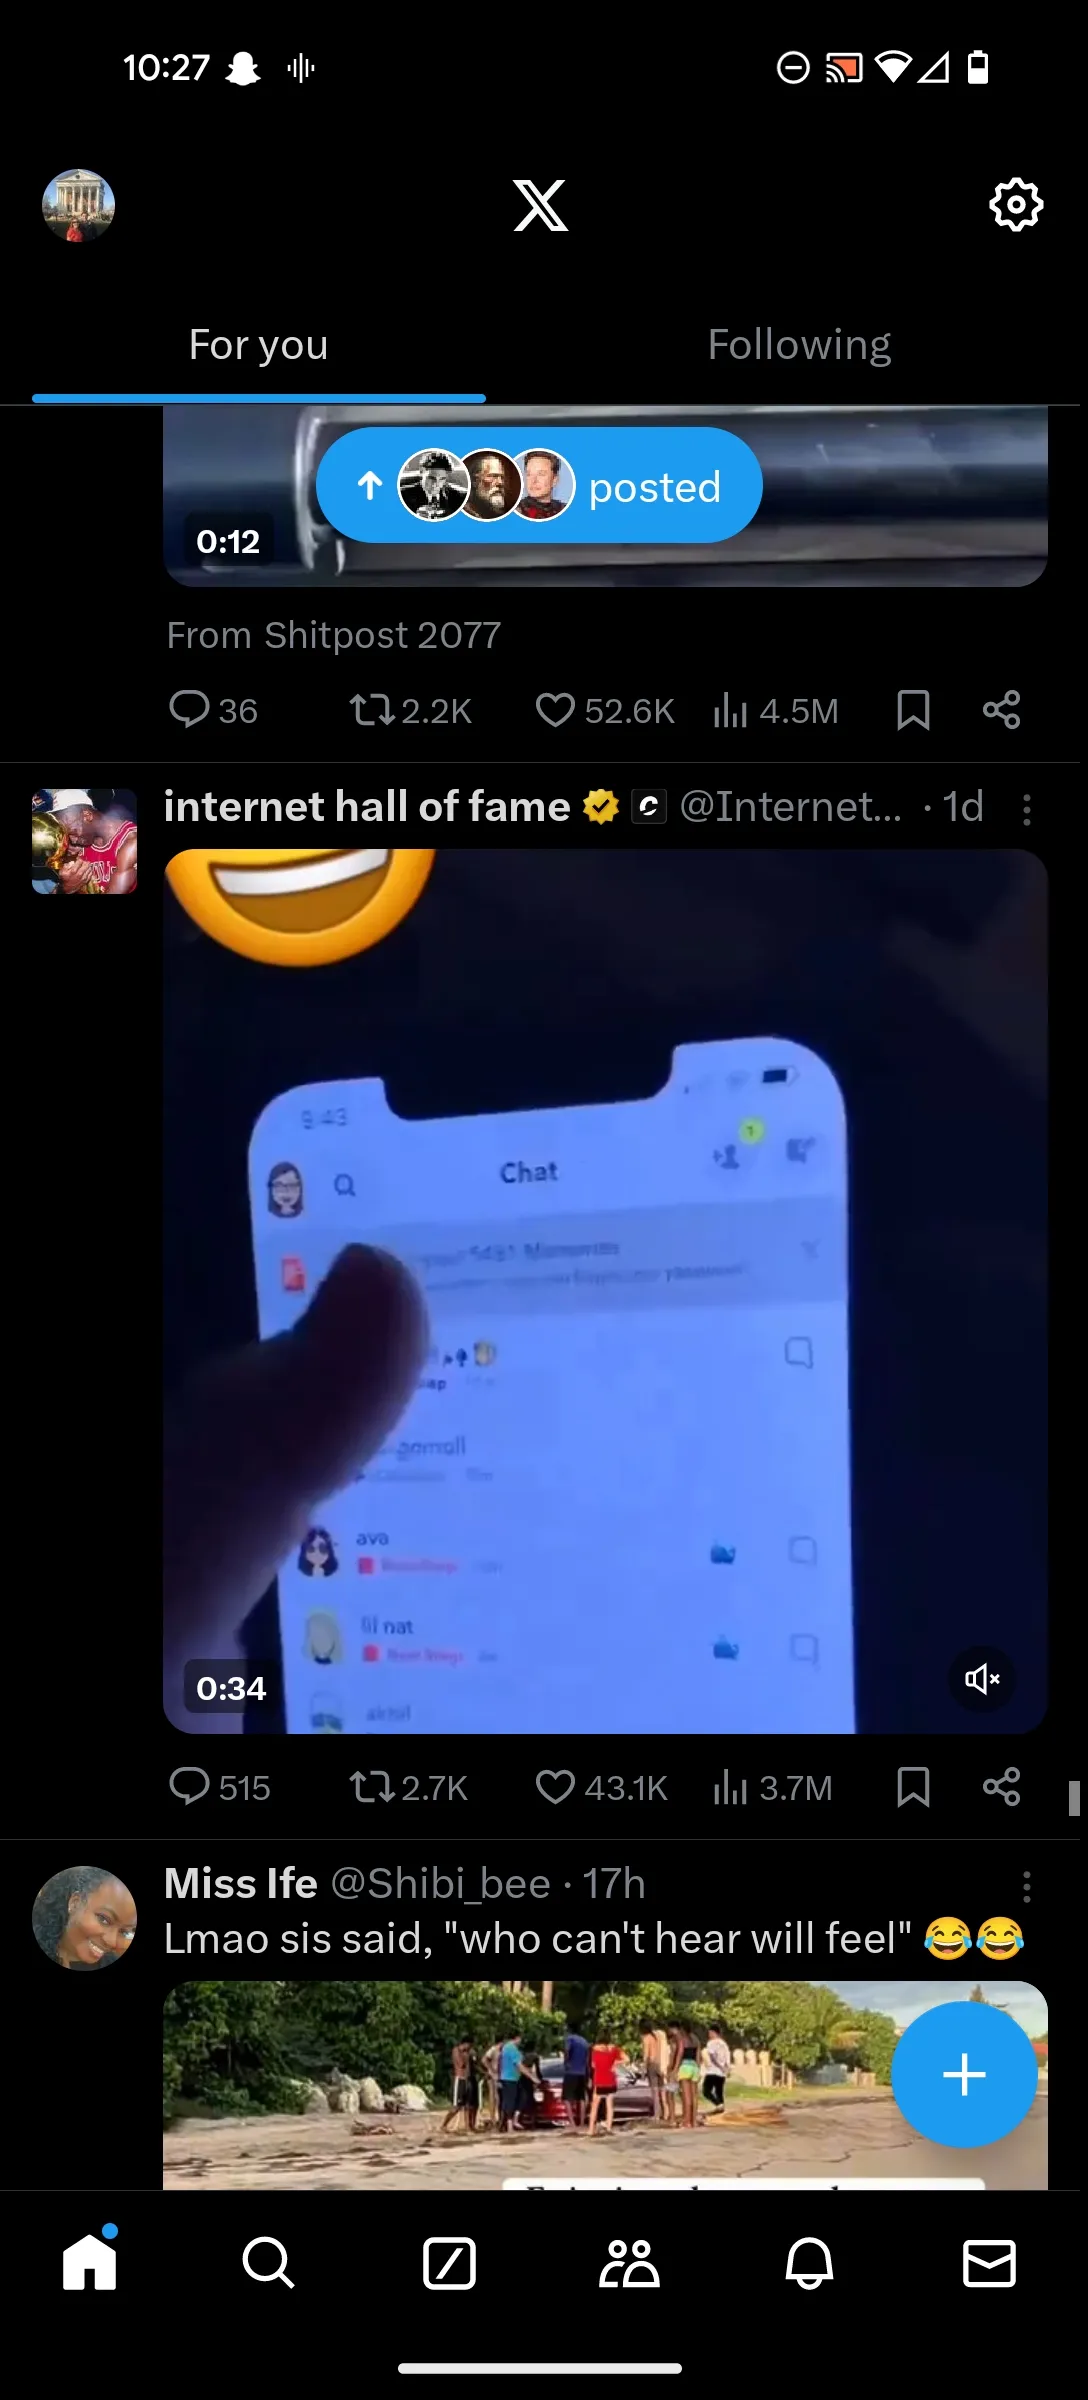 10:27
For you
Following
posted
0:12
From Shitpost 2077
36
2.2K
52.6K
4.5M
internet hall of fame @Internet... · 1d
9:43
1
Chat
ava
lil nat
akhil
0:34
515
2.7K
43.1K
3.7M
Miss Ife @Shibi_bee · 17h
Lmao sis said, "who can't hear will feel" 😂😂